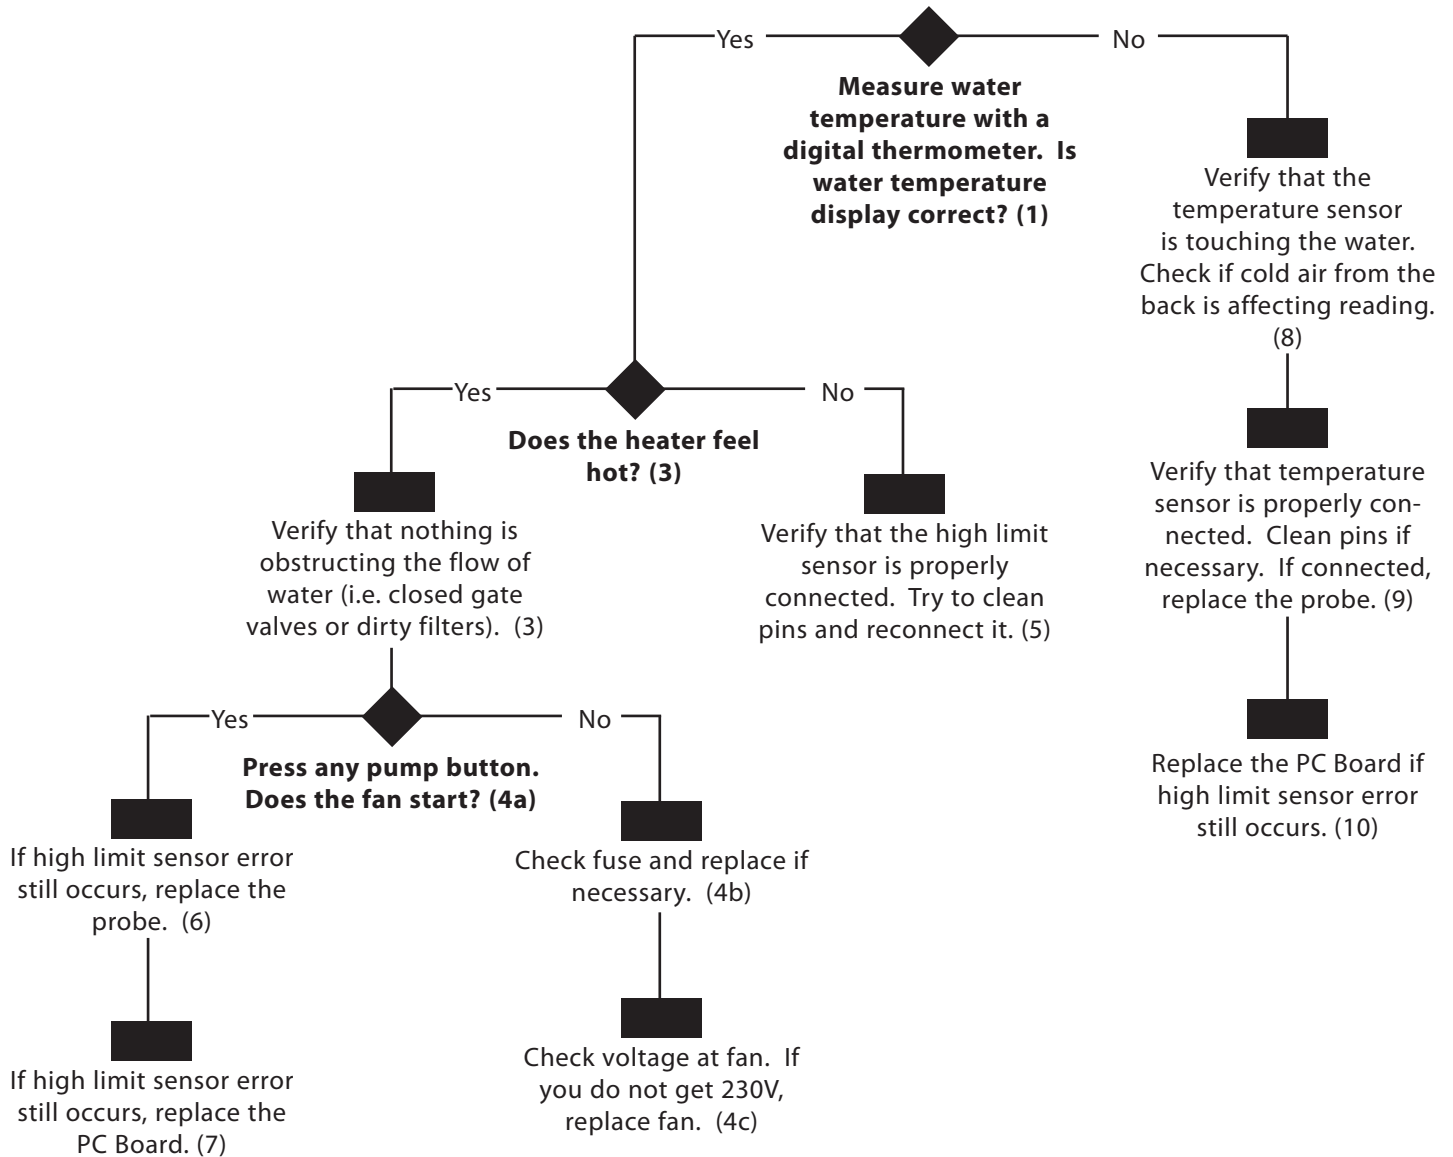 Yes
No
Measure water
temperature with a
digital thermometer.  Is
water temperature
display correct? (1)
Verify that the
temperature sensor
is touching the water.
Check if cold air from the
back is affecting reading.
(8)
Yes
No
Does the heater feel
hot? (3)
Verify that nothing is
obstructing the flow of
water (i.e. closed gate
valves or dirty filters).  (3)
Verify that the high limit
sensor is properly
connected.  Try to clean
pins and reconnect it. (5)
Verify that temperature
sensor is properly con-
nected.  Clean pins if
necessary.  If connected,
replace the probe. (9)
Yes
No
Press any pump button.
Does the fan start? (4a)
Replace the PC Board if
high limit sensor error
still occurs. (10)
If high limit sensor error
still occurs, replace the
probe.  (6)
Check fuse and replace if
necessary.  (4b)
If high limit sensor error
still occurs, replace the
PC Board. (7)
Check voltage at fan.  If
you do not get 230V,
replace fan.  (4c)